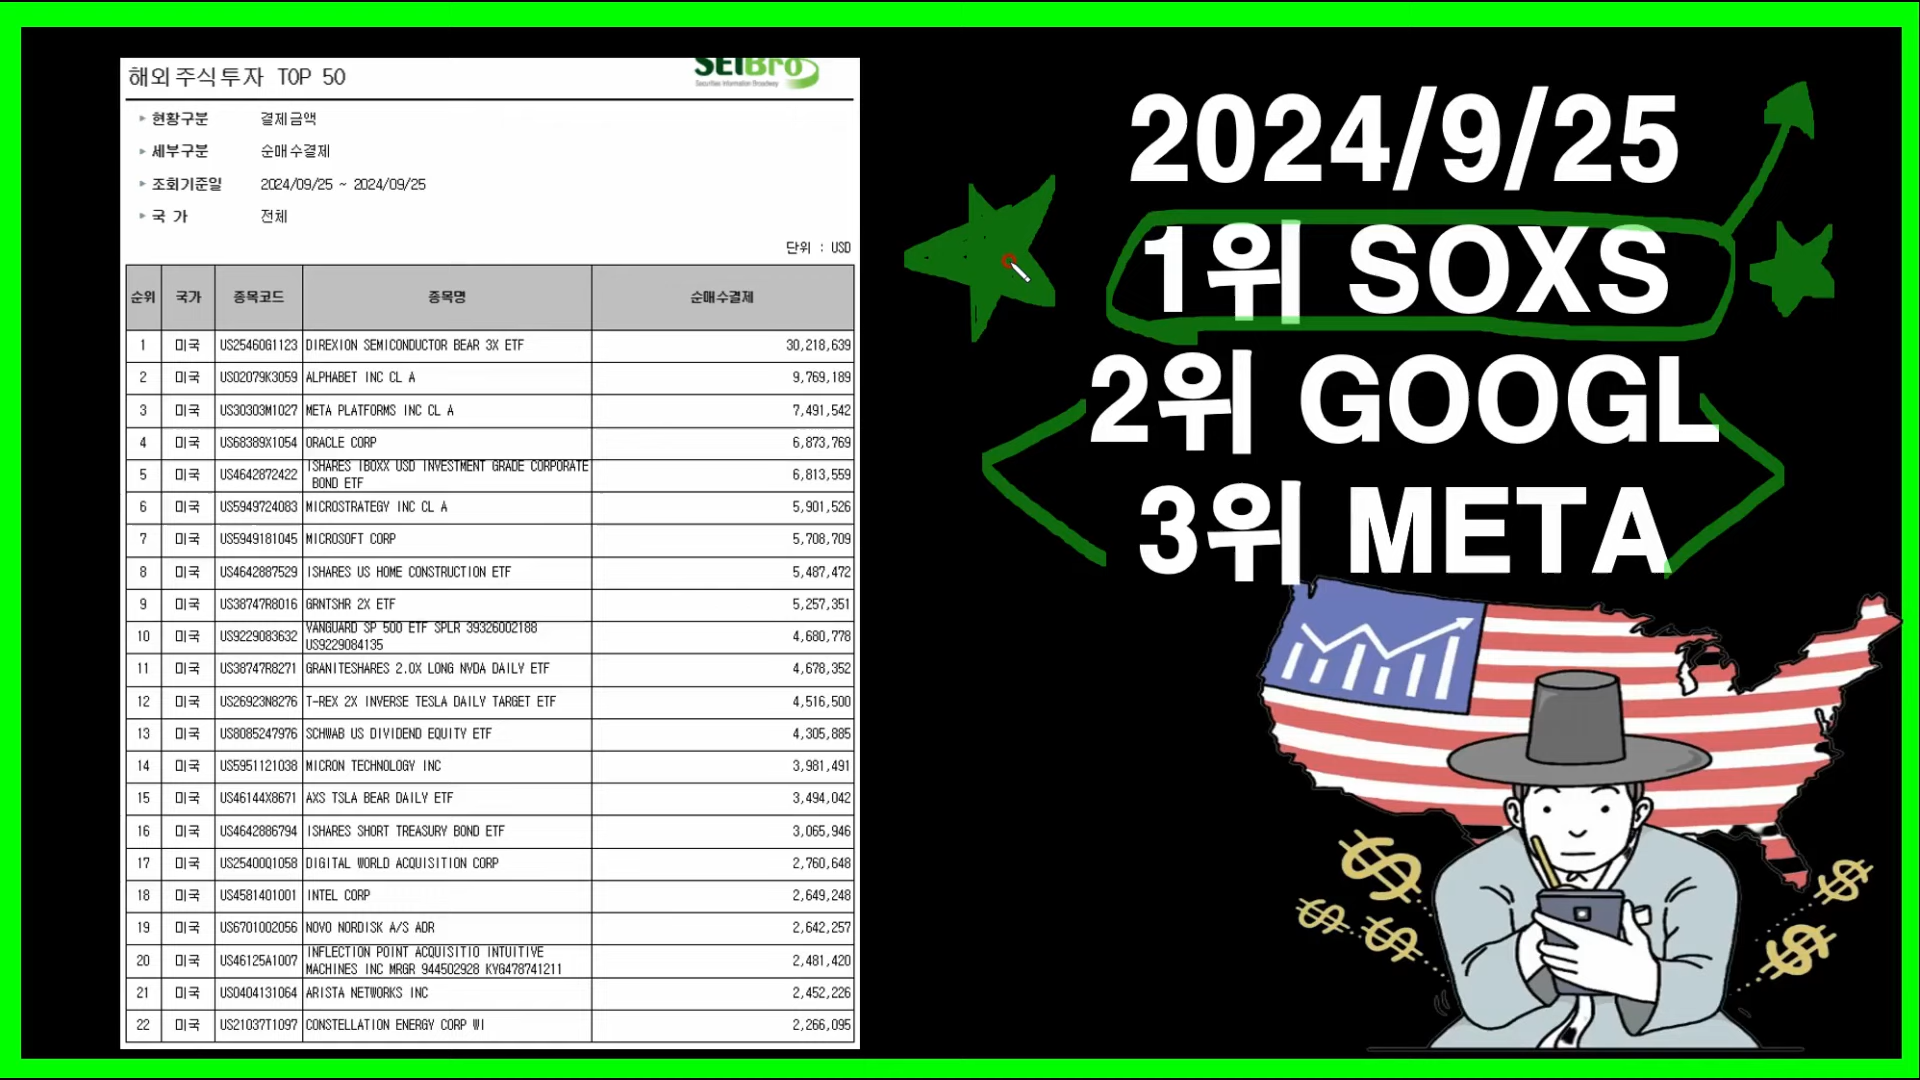 해외주식투자 TOP 50
SEIBro
Securities Information Broadway
▸ 현황구분 결제금액
▸ 세부구분 순매수결제
▸ 조회기준일 2024/09/25 ~ 2024/09/25
▸ 국 가 전체
단위 : USD
순위 국가 종목코드 종목명 순매수결제
1 미국 US25460G1123 DIREXION SEMICONDUCTOR BEAR 3X ETF 30,218,639
2 미국 US02079K3059 ALPHABET INC CL A 9,769,189
3 미국 US30303M1027 META PLATFORMS INC CL A 7,491,542
4 미국 US68389X1054 ORACLE CORP 6,873,769
5 미국 US4642872422 ISHARES IBOXX USD INVESTMENT GRADE CORPORATE
BOND ETF 6,813,559
6 미국 US5949724083 MICROSTRATEGY INC CL A 5,901,526
7 미국 US5949181045 MICROSOFT CORP 5,708,709
8 미국 US4642887529 ISHARES US HOME CONSTRUCTION ETF 5,487,472
9 미국 US38747R8016 GRNTSHR 2X ETF 5,257,351
10 미국 US9229083632 VANGUARD SP 500 ETF SPLR 39326002188
US9229084135 4,680,778
11 미국 US38747R8271 GRANITESHARES 2.0X LONG NVDA DAILY ETF 4,678,352
12 미국 US26923N8276 T-REX 2X INVERSE TESLA DAILY TARGET ETF 4,516,500
13 미국 US8085247976 SCHWAB US DIVIDEND EQUITY ETF 4,305,885
14 미국 US5951121038 MICRON TECHNOLOGY INC 3,981,491
15 미국 US46144X8671 AXS TSLA BEAR DAILY ETF 3,494,042
16 미국 US4642886794 ISHARES SHORT TREASURY BOND ETF 3,065,946
17 미국 US25400Q1058 DIGITAL WORLD ACQUISITION CORP 2,760,648
18 미국 US4581401001 INTEL CORP 2,649,248
19 미국 US6701002056 NOVO NORDISK A/S ADR 2,642,257
20 미국 US46125A1007 INFLECTION POINT ACQUISITIO INTUITIVE
MACHINES INC MRGR 944502928 KYG478741211 2,481,420
21 미국 US0404131064 ARISTA NETWORKS INC 2,452,226
22 미국 US21037T1097 CONSTELLATION ENERGY CORP WI 2,266,095
2024/9/25
1위 SOXS
2위 GOOGL
3위 META